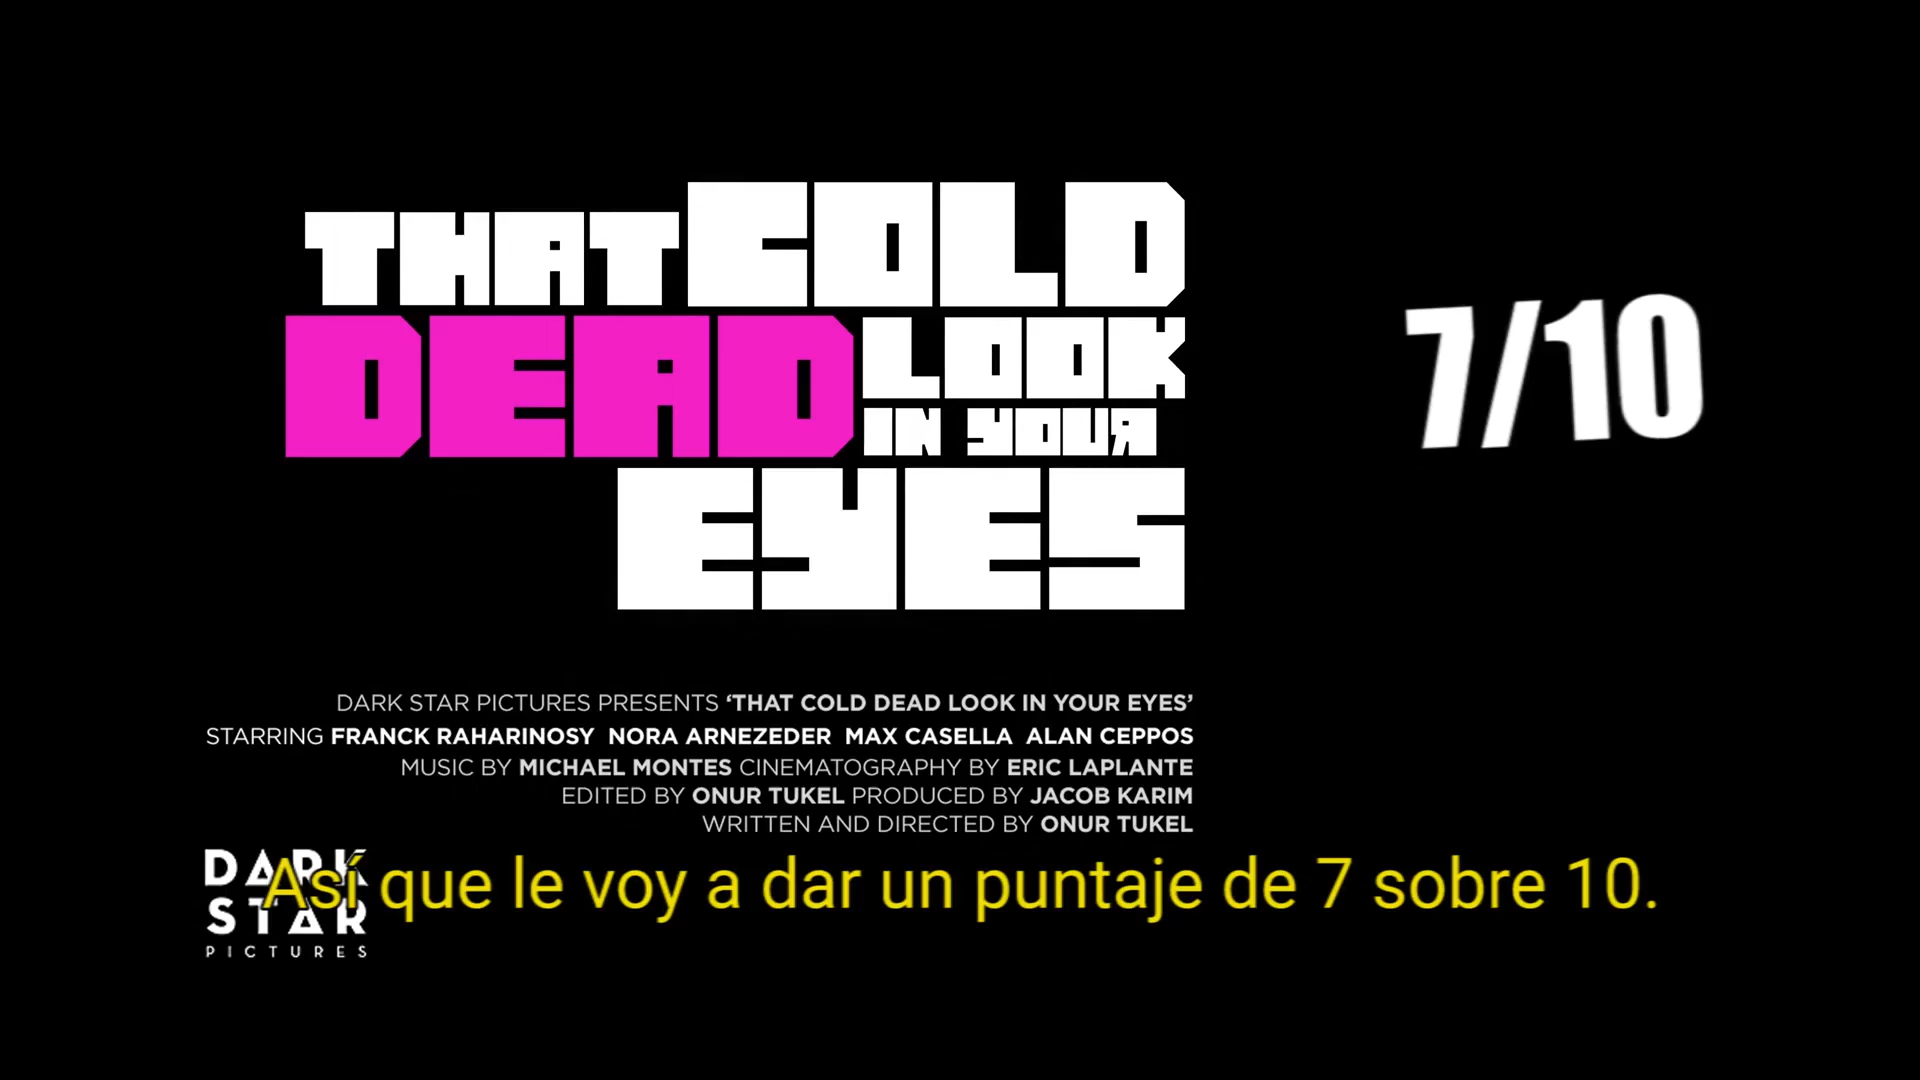 THAT COLD
DEAD LOOK
IN YOUR
EYES
7/10
DARK STAR PICTURES PRESENTS ‘THAT COLD DEAD LOOK IN YOUR EYES’
STARRING FRANCK RAHARINOSY NORA ARNEZEDER MAX CASELLA ALAN CEPPOS
MUSIC BY MICHAEL MONTES CINEMATOGRAPHY BY ERIC LAPLANTE
EDITED BY ONUR TUKEL PRODUCED BY JACOB KARIM
WRITTEN AND DIRECTED BY ONUR TUKEL
DARK
STAR
PICTURES
Así que le voy a dar un puntaje de 7 sobre 10.